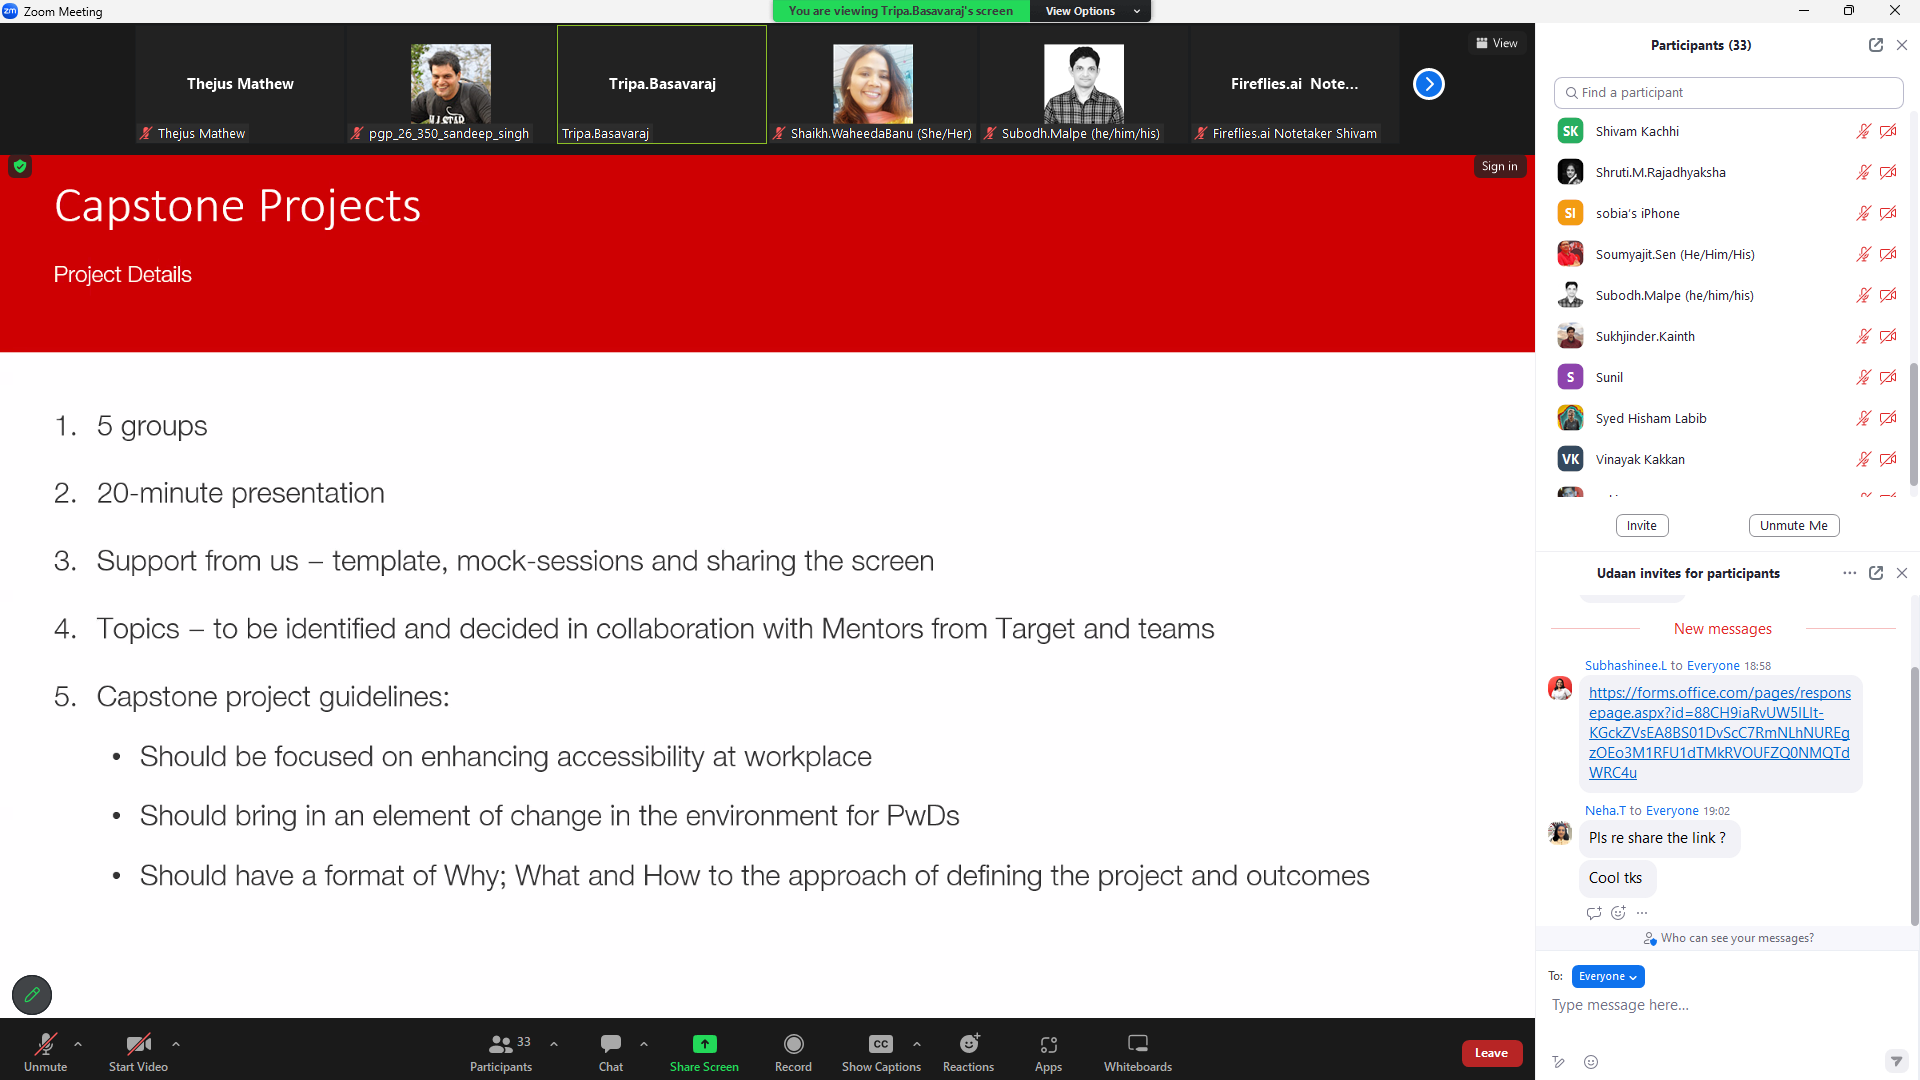 Zoom Meeting
You are viewing Tripa.Basavaraj's screen
View Options
View
Thejus Mathew
Tripa.Basavaraj
Fireflies.ai Note...
Thejus Mathew
pgp_26_350_sandeep_singh
Tripa.Basavaraj
Shaikh.WaheedaBanu (She/Her)
Subodh.Malpe (he/him/his)
Fireflies.ai Notetaker Shivam
Sign in
Capstone Projects
Project Details
1. 5 groups
2. 20-minute presentation
3. Support from us – template, mock-sessions and sharing the screen
4. Topics – to be identified and decided in collaboration with Mentors from Target and teams
5. Capstone project guidelines:
• Should be focused on enhancing accessibility at workplace
• Should bring in an element of change in the environment for PwDs
• Should have a format of Why; What and How to the approach of defining the project and outcomes
Unmute
Start Video
33
Participants
Chat
Share Screen
Record
CC
Show Captions
Reactions
Apps
Whiteboards
Leave
Participants (33)
Find a participant
SK Shivam Kachhi
Shruti.M.Rajadhyaksha
SI sobia's iPhone
Soumyajit.Sen (He/Him/His)
Subodh.Malpe (he/him/his)
Sukhjinder.Kainth
S Sunil
Syed Hisham Labib
VK Vinayak Kakkan
Invite
Unmute Me
Udaan invites for participants
New messages
Subhashinee.L to Everyone 18:58
https://forms.office.com/pages/respons
epage.aspx?id=88CH9iaRvUW5ILIt-
KGckZVsEA8BS01DvScC7RmNLhNUREg
zOEo3M1RFU1dTMkRVOUFZQ0NMQTd
WRC4u
Neha.T to Everyone 19:02
Pls re share the link ?
Cool tks
Who can see your messages?
To: Everyone
Type message here...